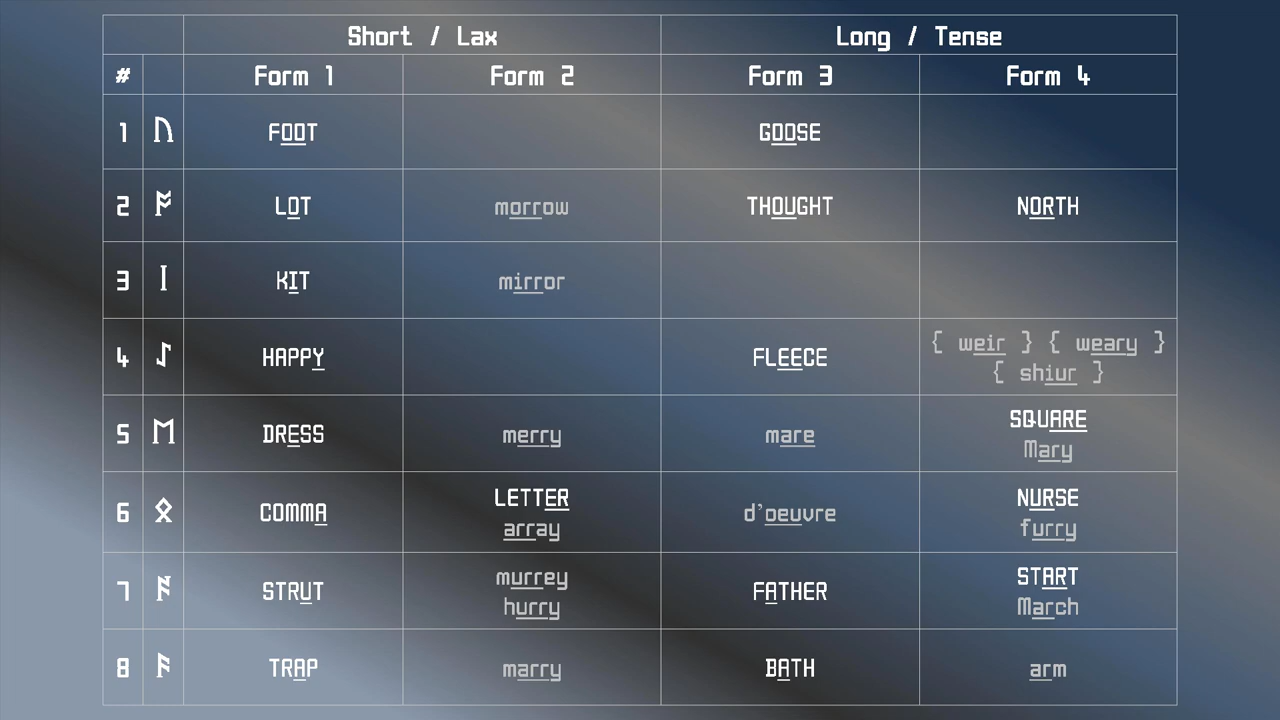 Short / Lax Long / Tense
# Form 1 Form 2 Form 3 Form 4
1 ᚢ FOOT GOOSE
2 ᚩ LOT morrow THOUGHT NORTH
3 ᛁ KIT mirror
4 ᛇ HAPPY FLEECE { weir } { weary }
{ shiur }
5 ᛖ DRESS merry mare SQUARE
Mary
6 ᛟ COMMA LETTER d'oeuvre NURSE
array furry
7 ᚪ STRUT murrey FATHER START
hurry March
8 ᚫ TRAP marry BATH arm